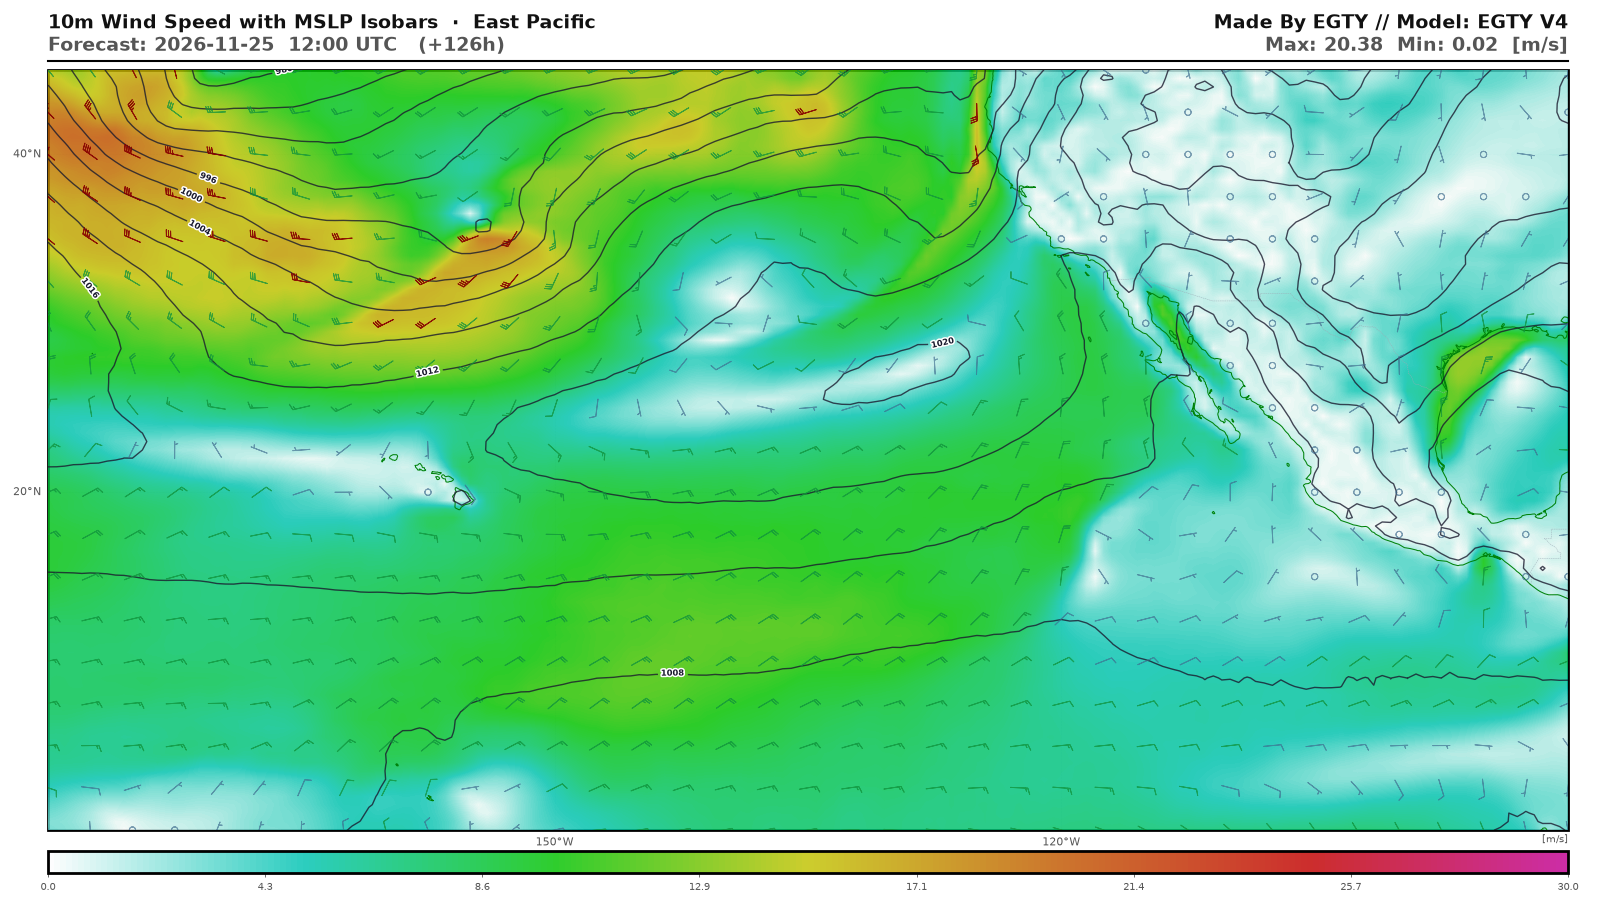 10m Wind Speed with MSLP Isobars · East Pacific
Made By EGTY // Model: EGTY V4
Forecast: 2026-11-25 12:00 UTC (+126h)
Max: 20.38 Min: 0.02 [m/s]
40°N
996
1000
1004
1016
1020
1012
20°N
1008
150°W
120°W
[m/s]
0.0
4.3
8.6
12.9
17.1
21.4
25.7
30.0